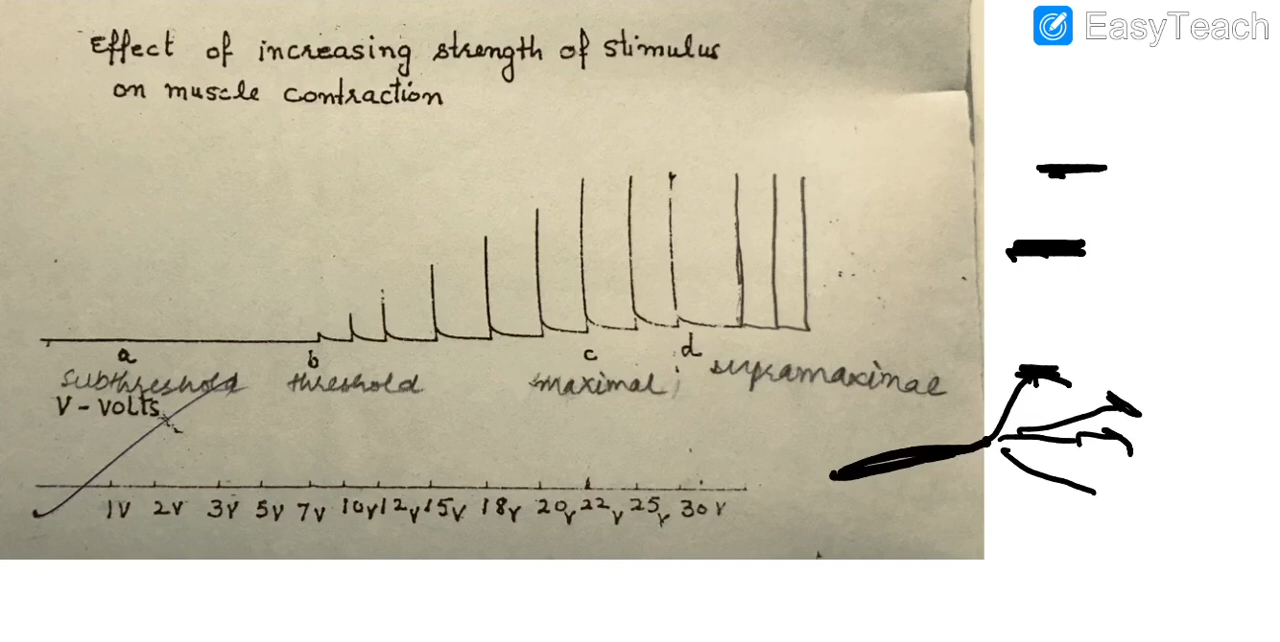 EasyTeach
Effect of increasing strength of stimulus
on muscle contraction
a b c d
subthreshold threshold maximal supramaximal
V - volts
1V 2V 3V 5V 7V 10V 12V 15V 18V 20V 22V 25V 30V